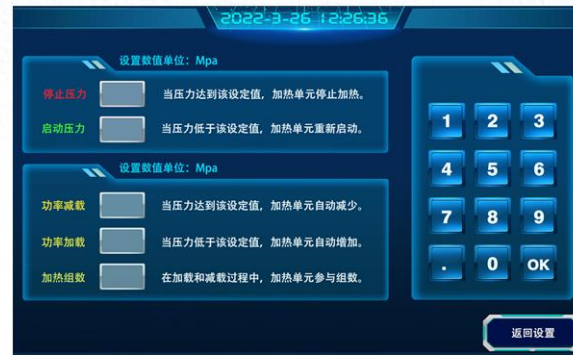 2022-3-26 12:26:36
设置数值单位：Mpa
停止压力 当压力达到该设定值，加热单元停止加热。
启动压力 当压力低于该设定值，加热单元重新启动。
设置数值单位：Mpa
功率减载 当压力达到该设定值，加热单元自动减少。
功率加载 当压力低于该设定值，加热单元自动增加。
加热组数 在加载和减载过程中，加热单元参与组数。
1 2 3
4 5 6
7 8 9
. 0 OK
返回设置